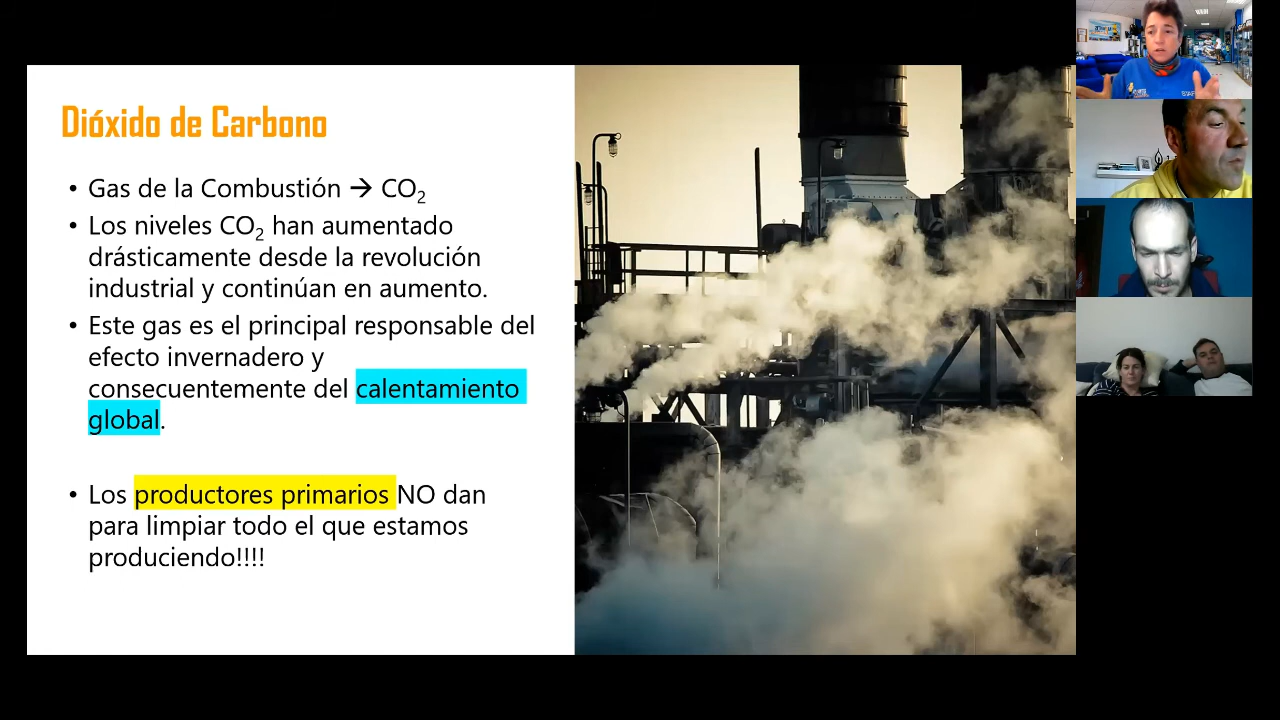 Dióxido de Carbono
• Gas de la Combustión → CO₂
• Los niveles CO₂ han aumentado
drásticamente desde la revolución
industrial y continúan en aumento.
• Este gas es el principal responsable del
efecto invernadero y
consecuentemente del calentamiento
global.
• Los productores primarios NO dan
para limpiar todo el que estamos
produciendo!!!!